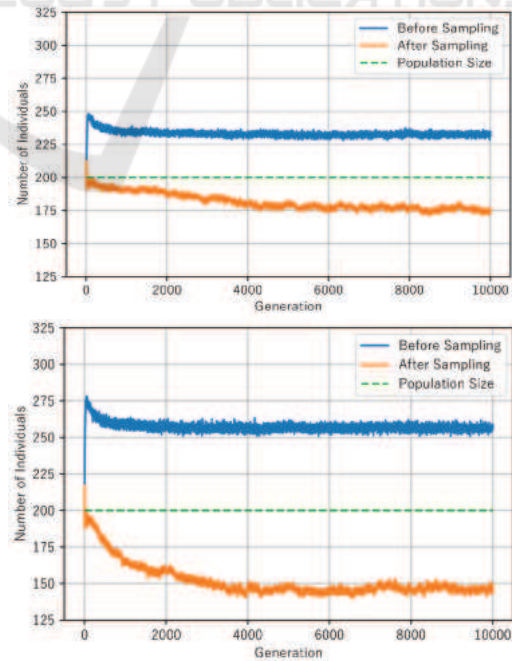 325
300
275
250
225
200
175
150
125
Number of Individuals
Before Sampling
After Sampling
Population Size
0 2000 4000 6000 8000 10000
Generation
325
300
275
250
225
200
175
150
125
Number of Individuals
Before Sampling
After Sampling
Population Size
0 2000 4000 6000 8000 10000
Generation